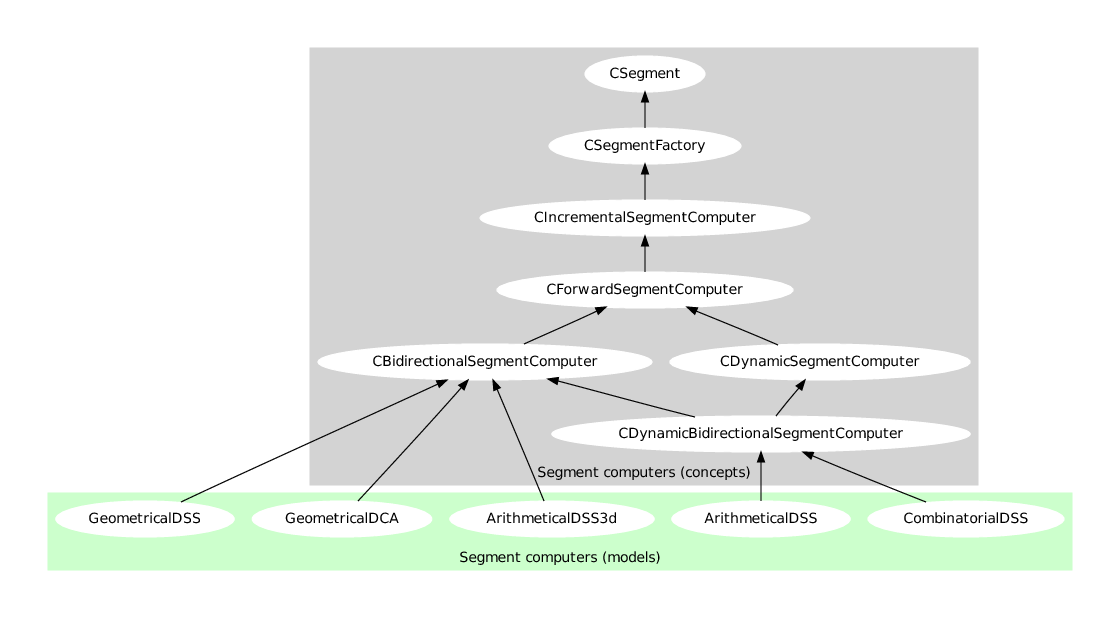 CSegment
CSegmentFactory
CIncrementalSegmentComputer
CForwardSegmentComputer
CBidirectionalSegmentComputer
CDynamicSegmentComputer
CDynamicBidirectionalSegmentComputer
Segment computers (concepts)
GeometricalDSS
GeometricalDCA
ArithmeticalDSS3d
ArithmeticalDSS
CombinatorialDSS
Segment computers (models)